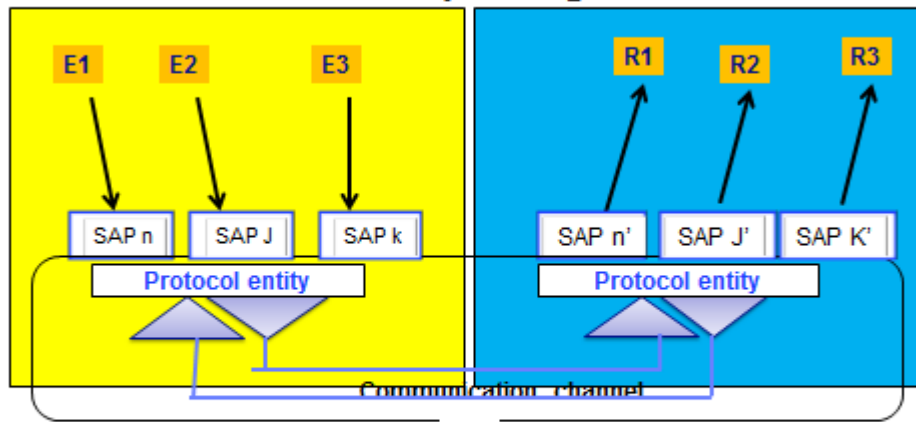 E1 E2 E3 R1 R2 R3
SAP n SAP J SAP k SAP n’ SAP J’ SAP K’
Protocol entity Protocol entity
Communication channel